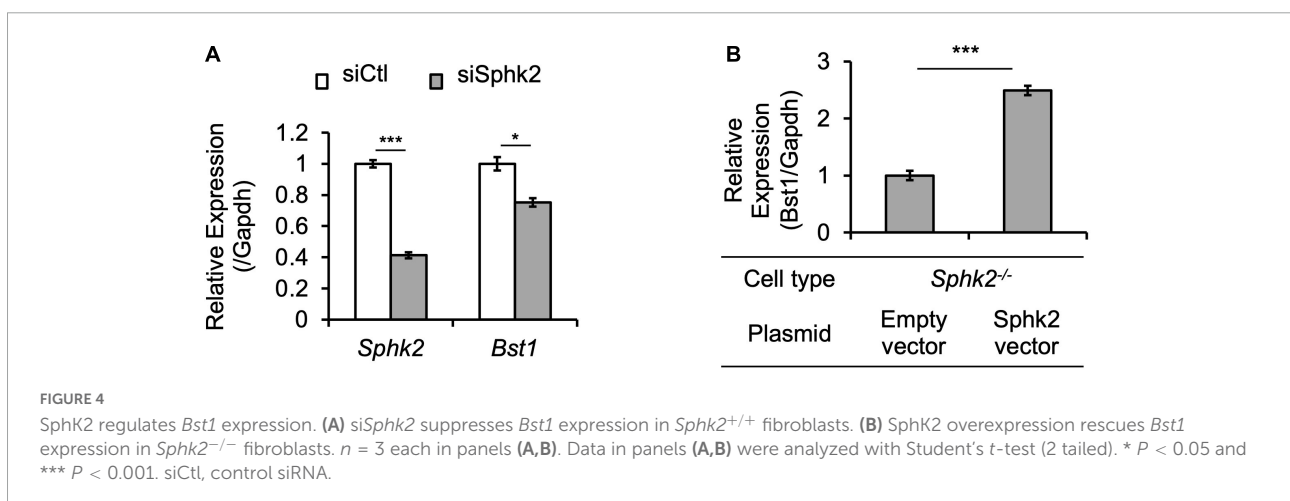 A
siCtl siSphk2
Relative Expression
(/Gapdh)
1.2
1
0.8
0.6
0.4
0.2
0
***
*
Sphk2 Bst1
B
***
Relative
Expression
(Bst1/Gapdh)
3
2
1
0
Cell type Sphk2-/-
Plasmid Empty vector Sphk2 vector
FIGURE 4
SphK2 regulates Bst1 expression. (A) siSphk2 suppresses Bst1 expression in Sphk2+/+ fibroblasts. (B) SphK2 overexpression rescues Bst1
expression in Sphk2−/− fibroblasts. n = 3 each in panels (A,B). Data in panels (A,B) were analyzed with Student's t-test (2 tailed). * P < 0.05 and
*** P < 0.001. siCtl, control siRNA.